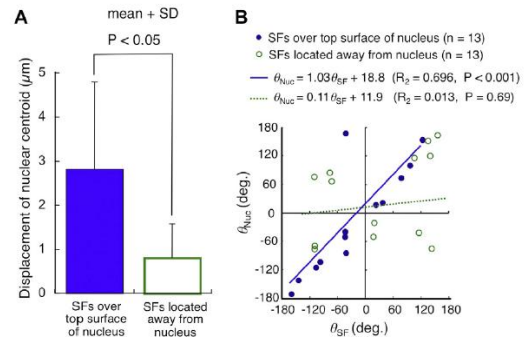 A
mean + SD
P < 0.05
Displacement of nuclear centroid (μm)
5
4
3
2
1
0
SFs over
top surface
of nucleus
SFs located
away from
nucleus
B
SFs over top surface of nucleus (n = 13)
SFs located away from nucleus (n = 13)
θNuc = 1.03θSF + 18.8 (R2 = 0.696, P < 0.001)
θNuc = 0.11θSF + 11.9 (R2 = 0.013, P = 0.69)
θNuc (deg.)
180
120
60
0
-60
-120
-180
-180 -120 -60 0 60 120 180
θSF (deg.)